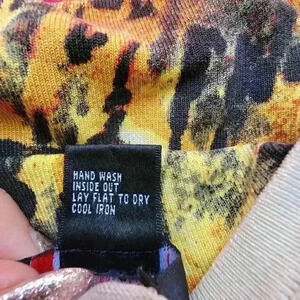 HAND WASH
INSIDE OUT
LAY FLAT TO DRY
COOL IRON